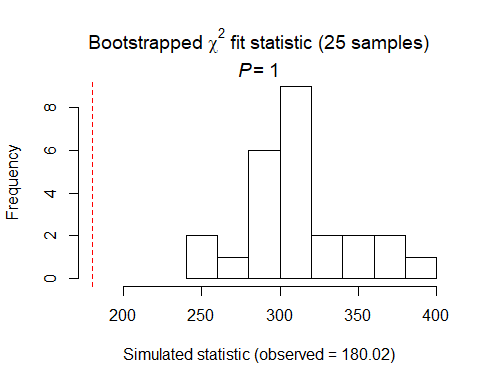 Bootstrapped χ² fit statistic (25 samples)
P = 1
Frequency
8
6
4
2
0
200 250 300 350 400
Simulated statistic (observed = 180.02)